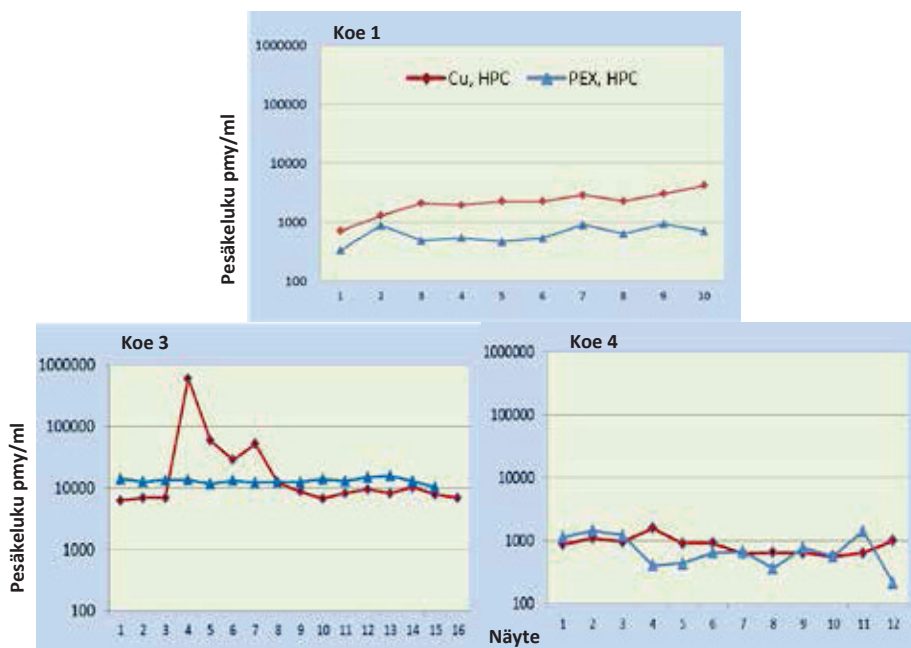 Koe 1
1000000
100000
10000
1000
100
Cu, HPC PEX, HPC
1 2 3 4 5 6 7 8 9 10
Pesäkeluku pmy/ml
Koe 3
1000000
100000
10000
1000
100
1 2 3 4 5 6 7 8 9 10 11 12 13 14 15 16
Pesäkeluku pmy/ml
Koe 4
1000000
100000
10000
1000
100
1 2 3 4 5 6 7 8 9 10 11 12
Näyte